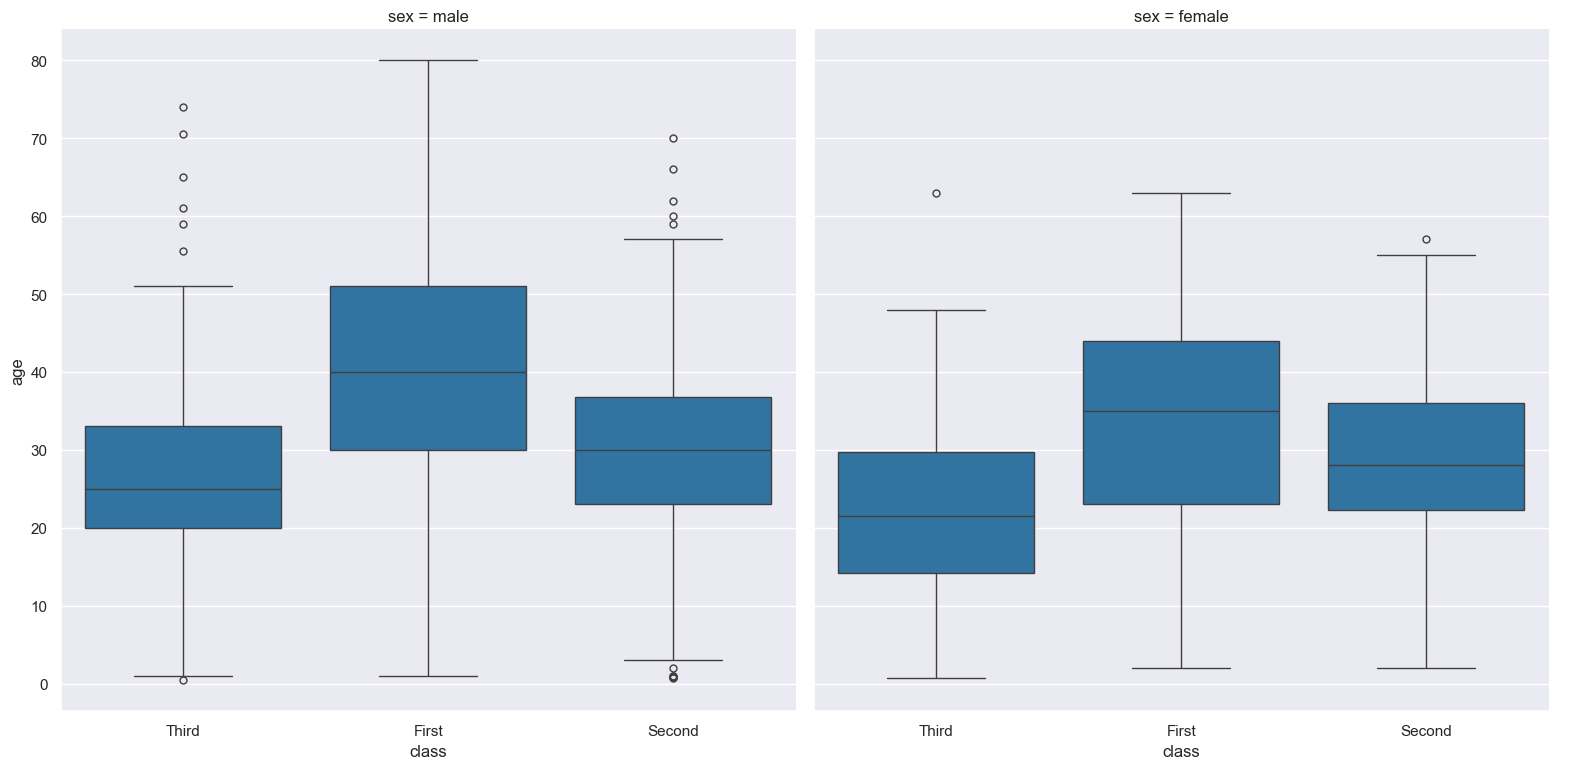 sex = male
sex = female
80
70
60
50
40
30
20
10
0
age
Third
First
Second
Third
First
Second
class
class